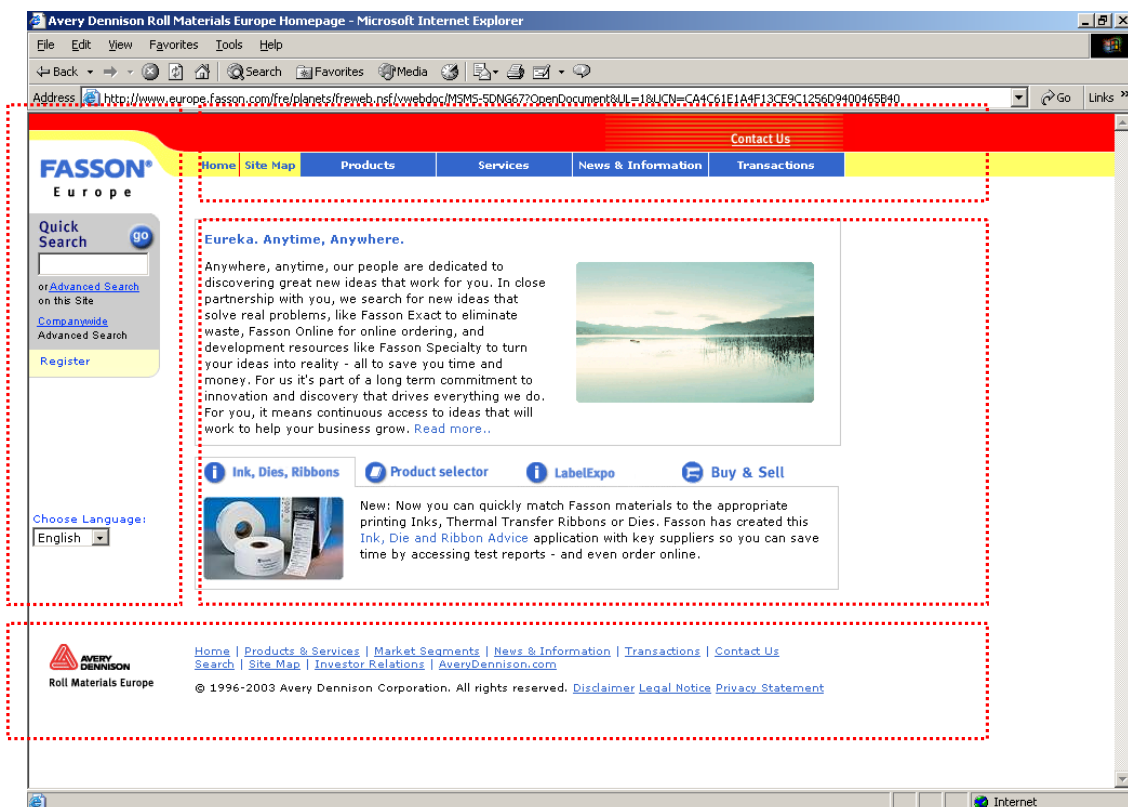 Avery Dennison Roll Materials Europe Homepage - Microsoft Internet Explorer
File Edit View Favorites Tools Help
Back Search Favorites Media
Address http://www.europe.fasson.com/fre/planets/freweb.nsf/vwebdoc/MSMS-5DNG67?OpenDocument&UL=1&UCN=CA4C61E1A4F13CE9C1256D9400465B40 Go Links »
Contact Us
FASSON®
Europe
Home Site Map Products Services News & Information Transactions
Quick
Search go
or Advanced Search
on this Site
Companywide
Advanced Search
Register
Choose Language:
English
Eureka. Anytime, Anywhere.
Anywhere, anytime, our people are dedicated to
discovering great new ideas that work for you. In close
partnership with you, we search for new ideas that
solve real problems, like Fasson Exact to eliminate
waste, Fasson Online for online ordering, and
development resources like Fasson Specialty to turn
your ideas into reality - all to save you time and
money. For us it's part of a long term commitment to
innovation and discovery that drives everything we do.
For you, it means continuous access to ideas that will
work to help your business grow. Read more..
Ink, Dies, Ribbons Product selector LabelExpo Buy & Sell
New: Now you can quickly match Fasson materials to the appropriate
printing Inks, Thermal Transfer Ribbons or Dies. Fasson has created this
Ink, Die and Ribbon Advice application with key suppliers so you can save
time by accessing test reports - and even order online.
AVERY
DENNISON
Roll Materials Europe
Home | Products & Services | Market Segments | News & Information | Transactions | Contact Us
Search | Site Map | Investor Relations | AveryDennison.com
© 1996-2003 Avery Dennison Corporation. All rights reserved. Disclaimer Legal Notice Privacy Statement
Internet